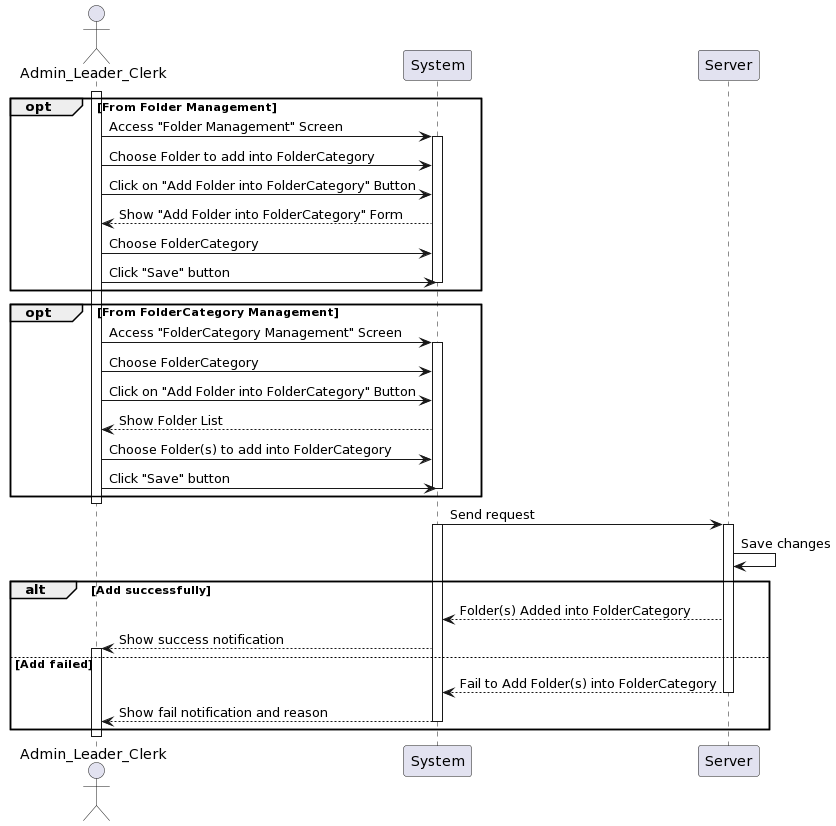 Admin_Leader_Clerk
System
Server
opt
[From Folder Management]
Access "Folder Management" Screen
Choose Folder to add into FolderCategory
Click on "Add Folder into FolderCategory" Button
Show "Add Folder into FolderCategory" Form
Choose FolderCategory
Click "Save" button
opt
[From FolderCategory Management]
Access "FolderCategory Management" Screen
Choose FolderCategory
Click on "Add Folder into FolderCategory" Button
Show Folder List
Choose Folder(s) to add into FolderCategory
Click "Save" button
Send request
Save changes
alt
[Add successfully]
Folder(s) Added into FolderCategory
Show success notification
[Add failed]
Fail to Add Folder(s) into FolderCategory
Show fail notification and reason
Admin_Leader_Clerk
System
Server